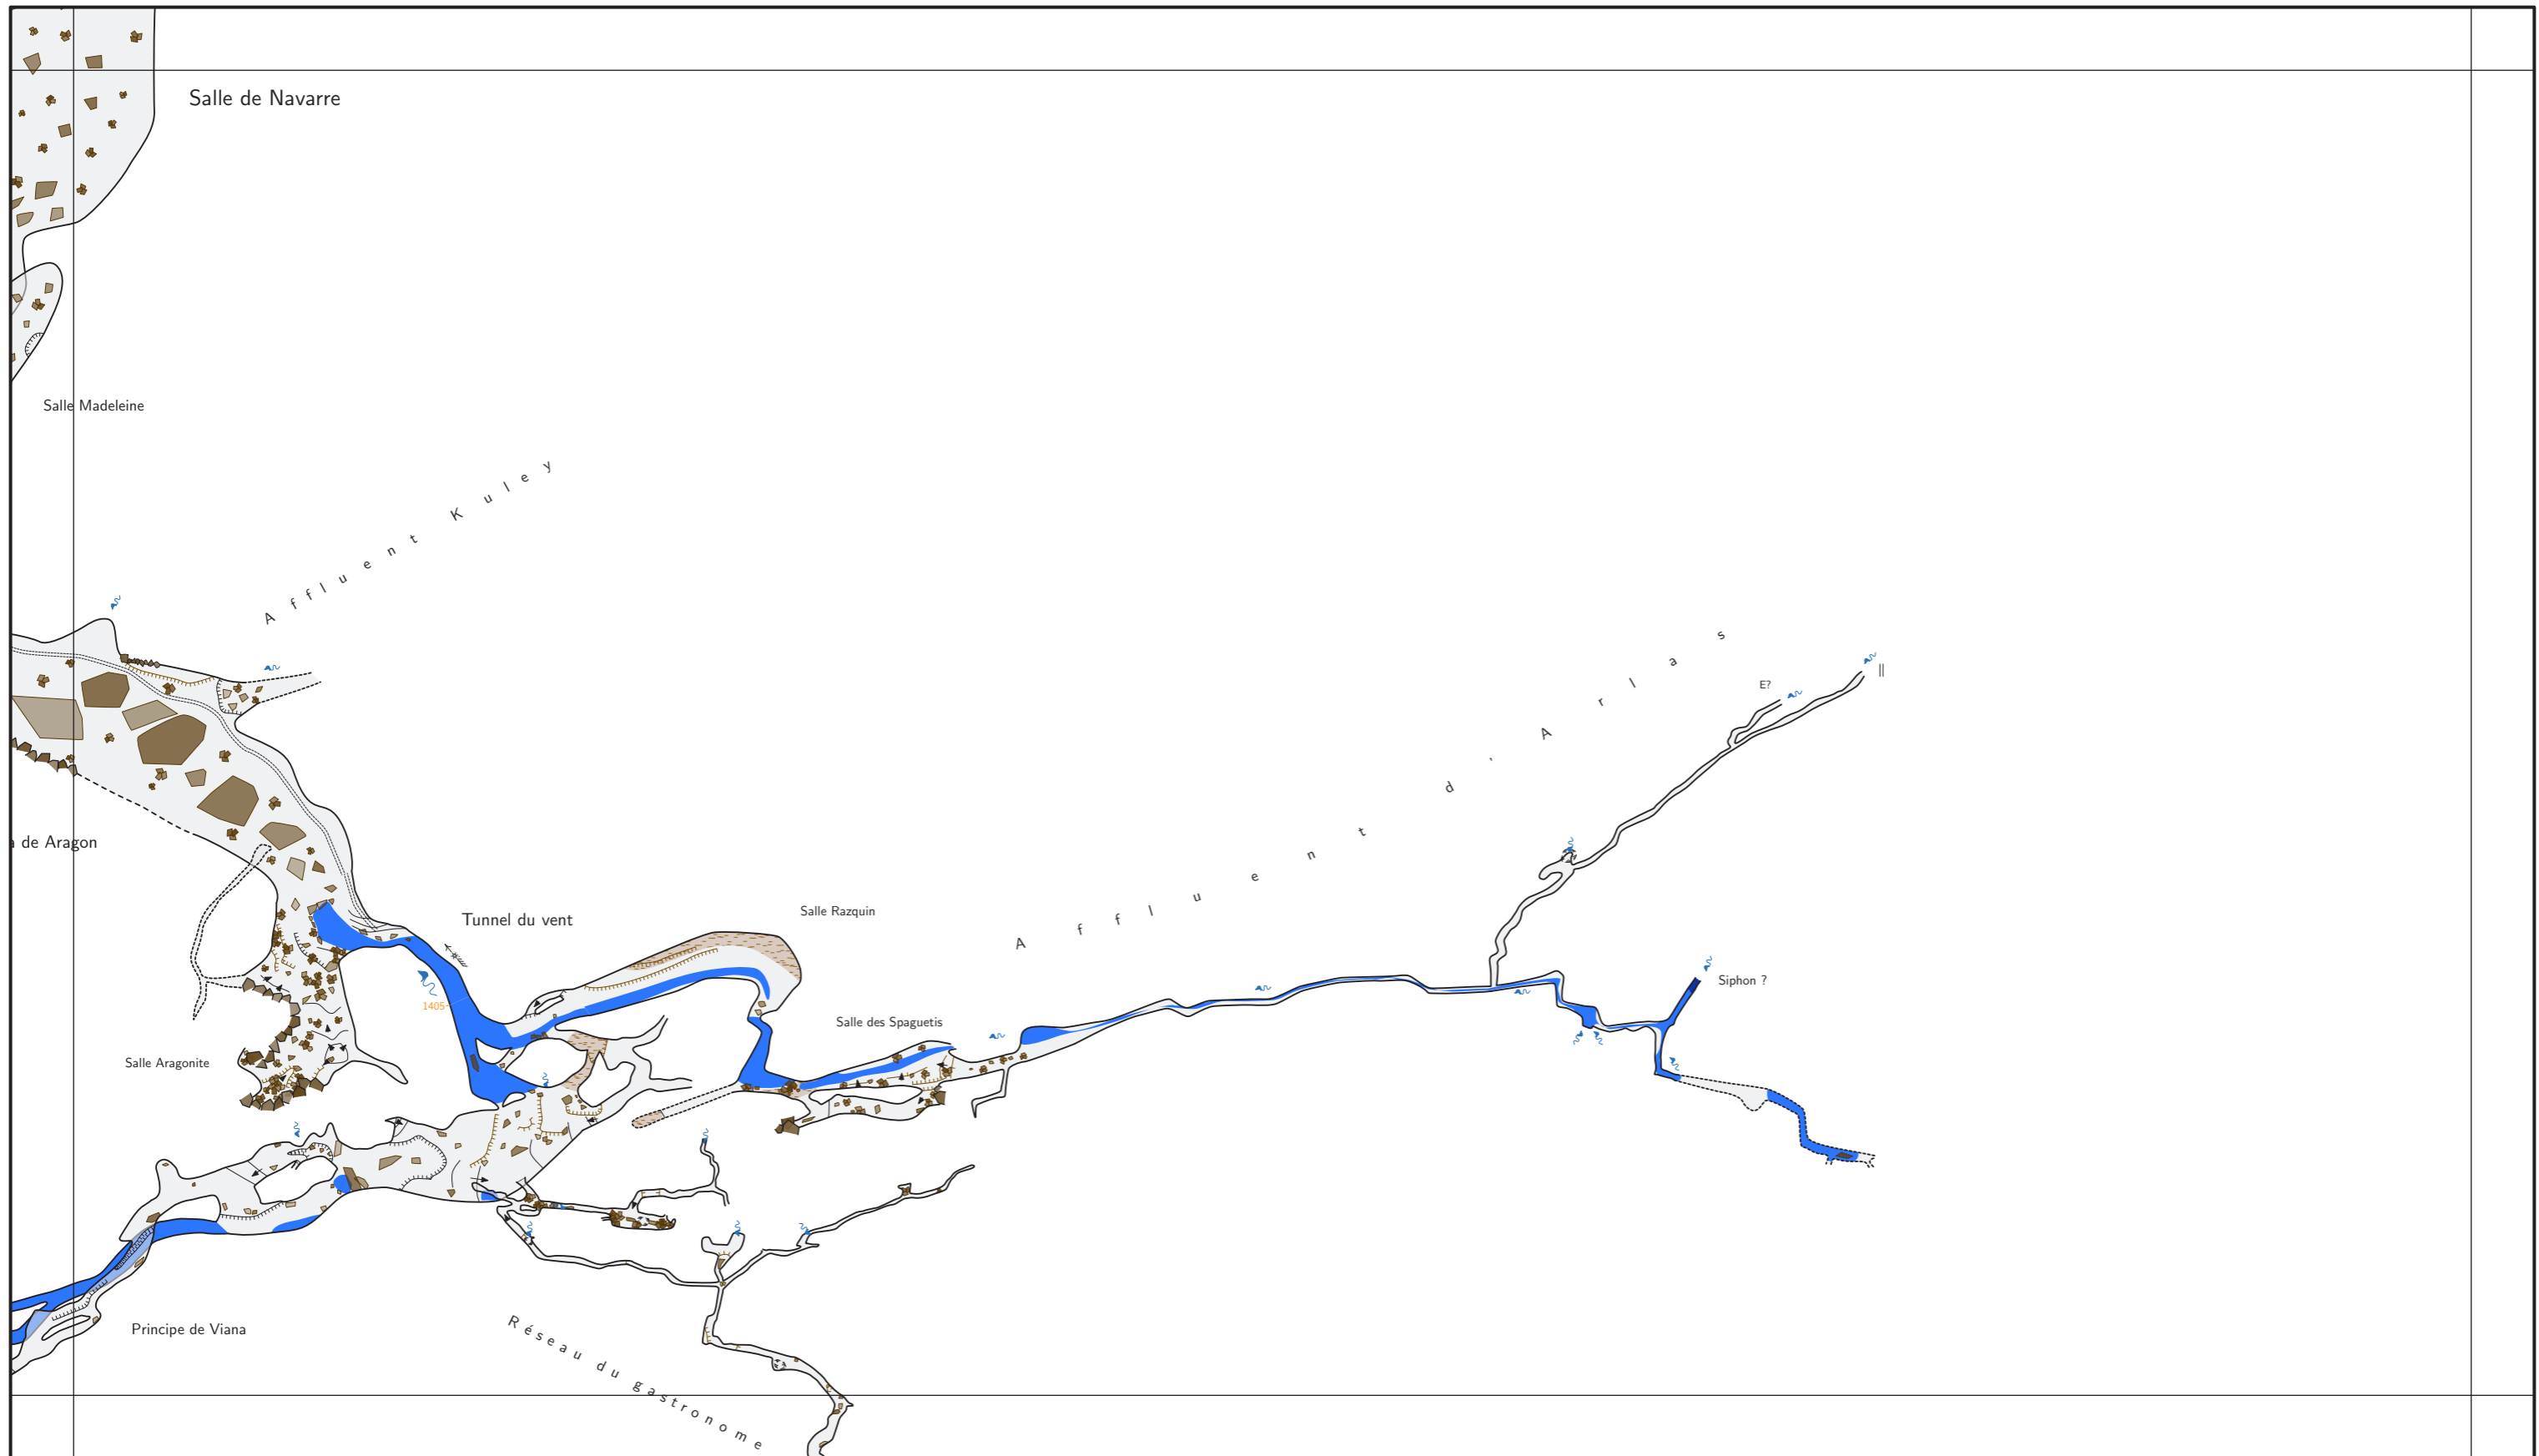 Salle de Navarre
Salle Madeleine
Affluent Kuley
Affluent d'Arlas
E?
de Aragon
Tunnel du vent
Salle Razquin
Siphon ?
1405
Salle des Spaguetis
Salle Aragonite
Principe de Viana
Réseau du gastronome